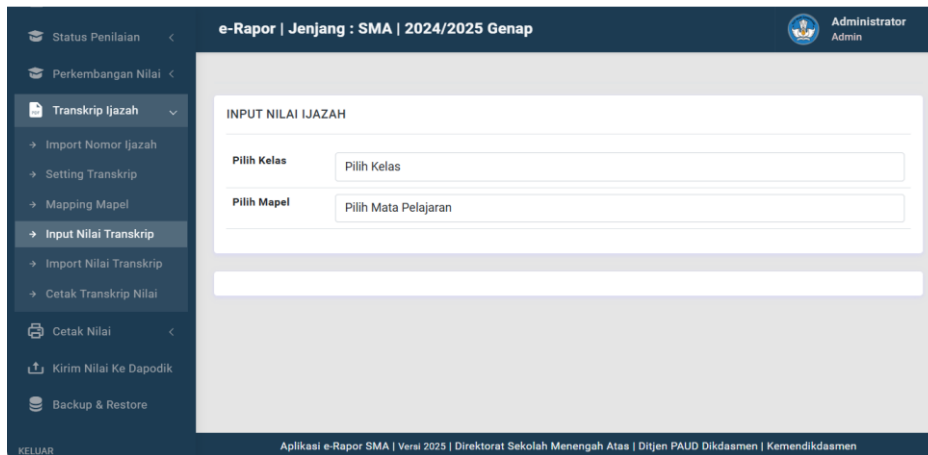 Status Penilaian
e-Rapor | Jenjang : SMA | 2024/2025 Genap
Administrator
Admin
Perkembangan Nilai
Transkrip Ijazah
Import Nomor Ijazah
Setting Transkrip
Mapping Mapel
Input Nilai Transkrip
Import Nilai Transkrip
Cetak Transkrip Nilai
Cetak Nilai
Kirim Nilai Ke Dapodik
Backup & Restore
KELUAR
INPUT NILAI IJAZAH
Pilih Kelas
Pilih Kelas
Pilih Mapel
Pilih Mata Pelajaran
Aplikasi e-Rapor SMA | Versi 2025 | Direktorat Sekolah Menengah Atas | Ditjen PAUD Dikdasmen | Kemendikdasmen